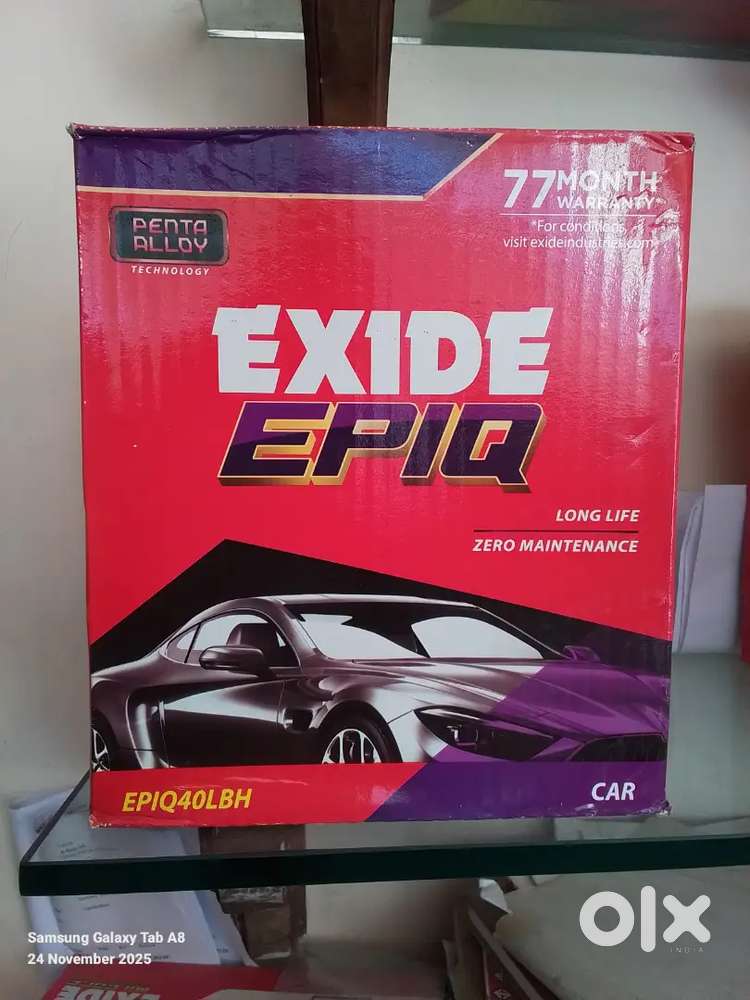 77 MONTH
WARRANTY*
*For conditions,
visit exideindustries.com
PENTA
ALLOY
TECHNOLOGY
EXIDE
EPIQ
LONG LIFE
ZERO MAINTENANCE
EPIQ40LBH
CAR
Samsung Galaxy Tab A8
24 November 2025
olx
INDIA
EXIDE